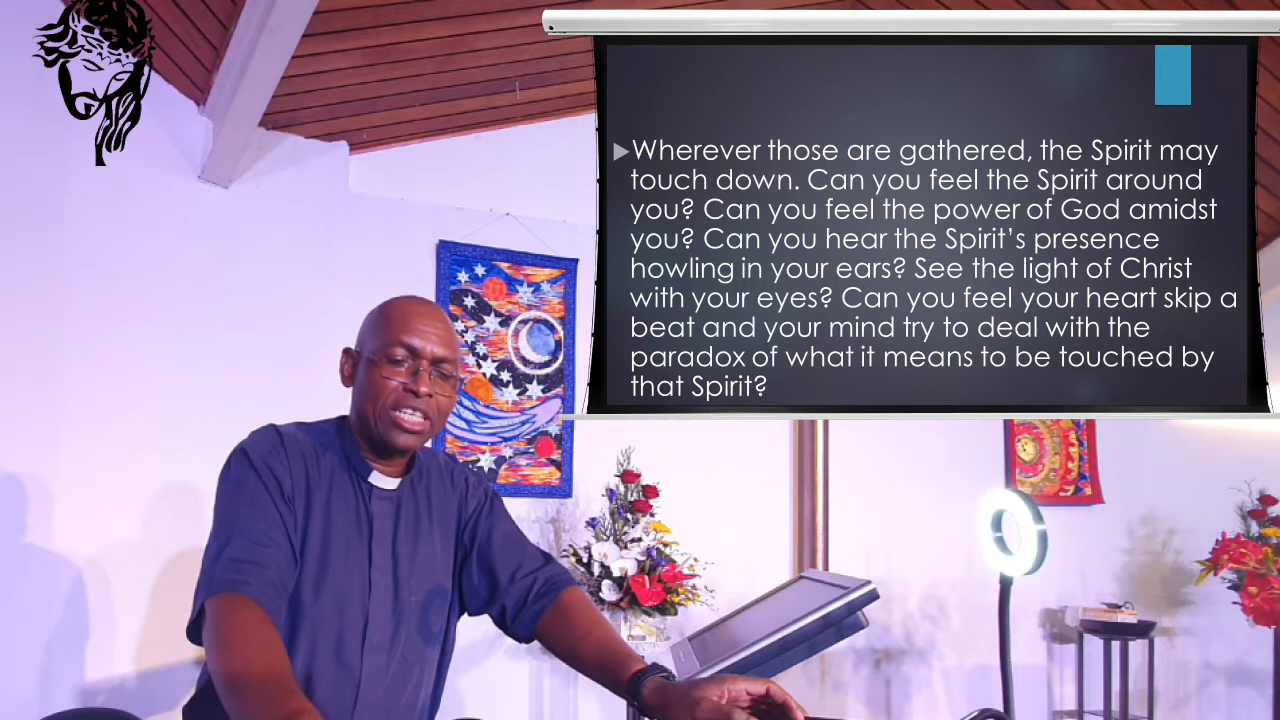 Wherever those are gathered, the Spirit may
touch down. Can you feel the Spirit around
you? Can you feel the power of God amidst
you? Can you hear the Spirit’s presence
howling in your ears? See the light of Christ
with your eyes? Can you feel your heart skip a
beat and your mind try to deal with the
paradox of what it means to be touched by
that Spirit?